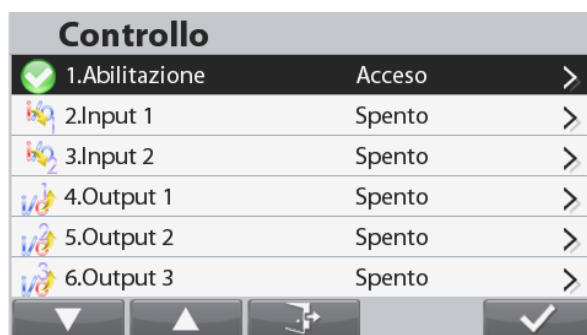 Controllo
1.Abilitazione Acceso
2.Input 1 Spento
3.Input 2 Spento
4.Output 1 Spento
5.Output 2 Spento
6.Output 3 Spento